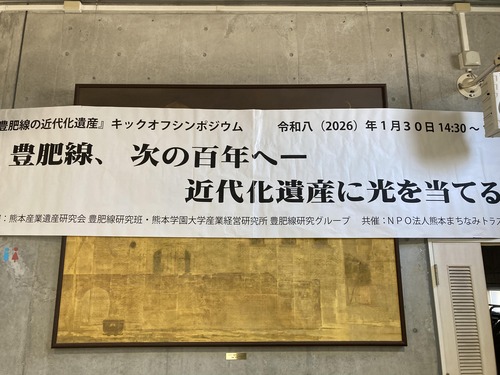 豊肥線の近代化遺産』キックオフシンポジウム 令和八(2026)年1月30日14:30~
豊肥線、次の百年へー
近代化遺産に光を当てる
:熊本産業遺産研究会 豊肥線研究班・熊本学園大学産業経営研究所 豊肥線研究グループ 共催:NPO法人熊本まちなみトラス